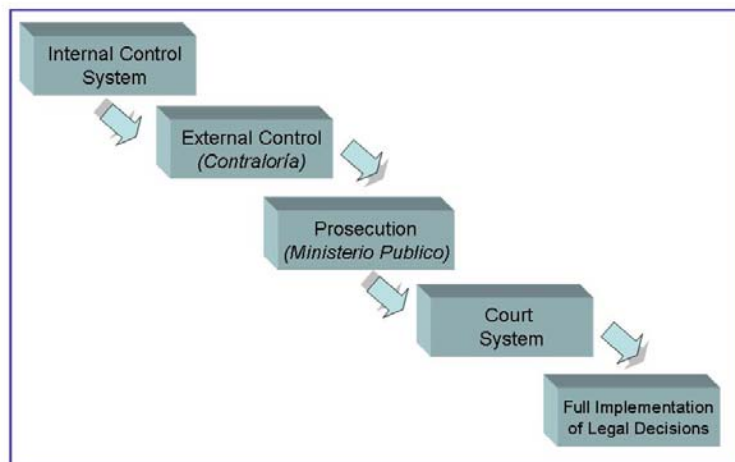 Internal Control
System
External Control
(Contraloría)
Prosecution
(Ministerio Publico)
Court
System
Full Implementation
of Legal Decisions